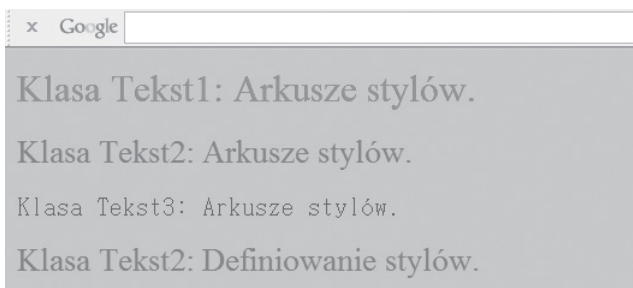 x Google
Klasa Tekst1: Arkusze stylów.
Klasa Tekst2: Arkusze stylów.
Klasa Tekst3: Arkusze stylów.
Klasa Tekst2: Definiowanie stylów.